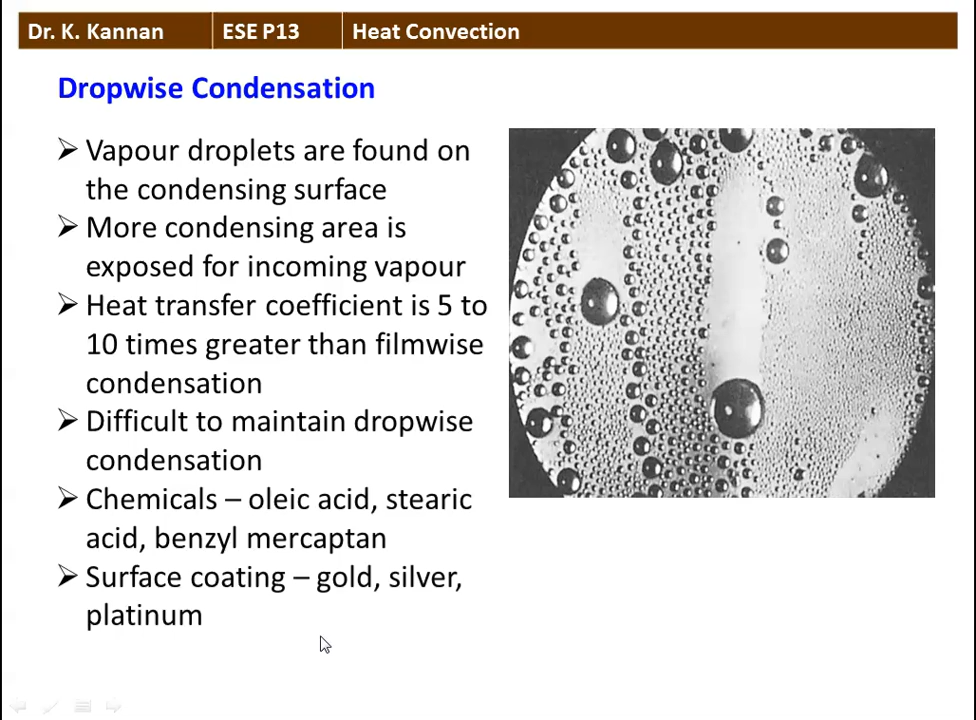 Dr. K. Kannan ESE P13 Heat Convection
Dropwise Condensation
➢ Vapour droplets are found on
the condensing surface
➢ More condensing area is
exposed for incoming vapour
➢ Heat transfer coefficient is 5 to
10 times greater than filmwise
condensation
➢ Difficult to maintain dropwise
condensation
➢ Chemicals – oleic acid, stearic
acid, benzyl mercaptan
➢ Surface coating – gold, silver,
platinum